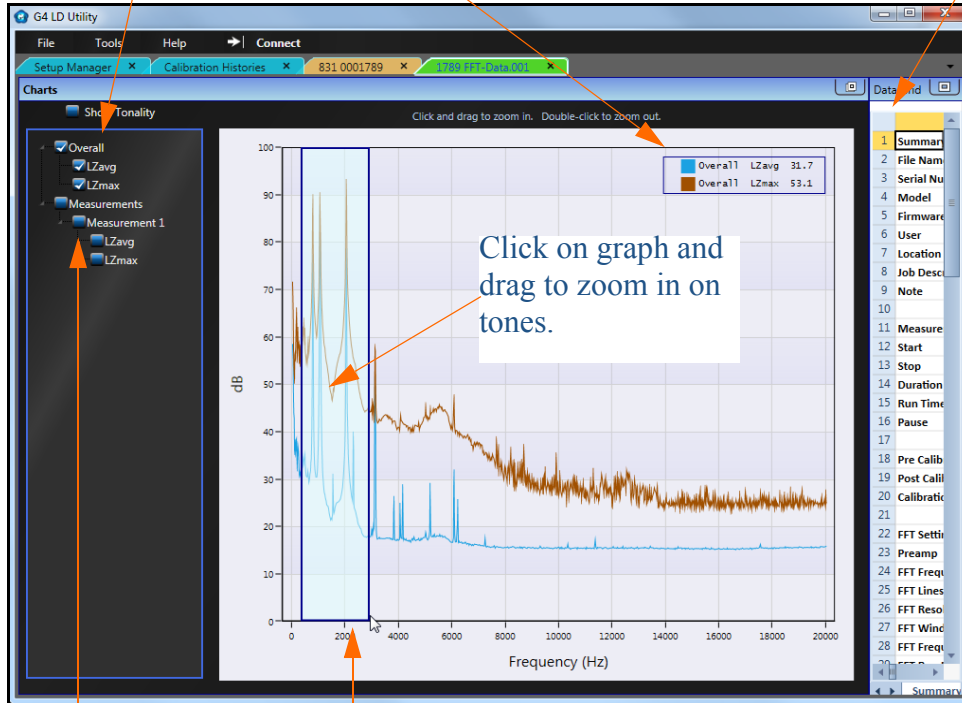 G4 LD Utility
File Tools Help Connect
Setup Manager × Calibration Histories × 831 0001789 × 1789 FFT-Data.001 ×
Charts
Tonality
Click and drag to zoom in. Double-click to zoom out.
Overall
LZavg
LZmax
Measurements
Measurement 1
LZavg
LZmax
Overall LZavg 31.7
Overall LZmax 53.1
Click on graph and
drag to zoom in on
tones.
dB
100
90
80
70
60
50
40
30
20
10
0
0 4000 6000 8000 10000 12000 14000 16000 18000 20000
Frequency (Hz)
1 Summary
2 File Nam
3 Serial Nu
4 Model
5 Firmware
6 User
7 Location
8 Job Descr
9 Note
10
11 Measure
12 Start
13 Stop
14 Duration
15 Run Time
16 Pause
17
18 Pre Calib
19 Post Calib
20 Calibratio
21
22 FFT Settin
23 Preamp
24 FFT Frequ
25 FFT Lines
26 FFT Resol
27 FFT Wind
28 FFT Frequ
Summary